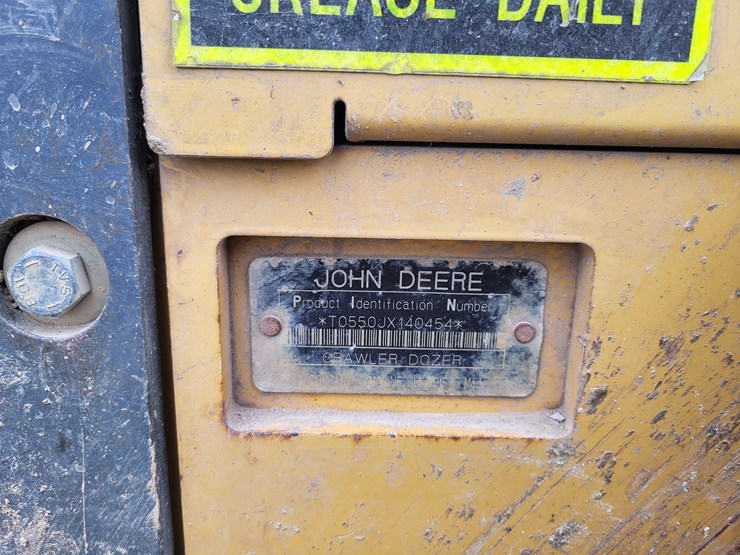 GREASE DAILY
JOHN DEERE
Product Identification Number
*T0550JX140454*
CRAWLER DOZER